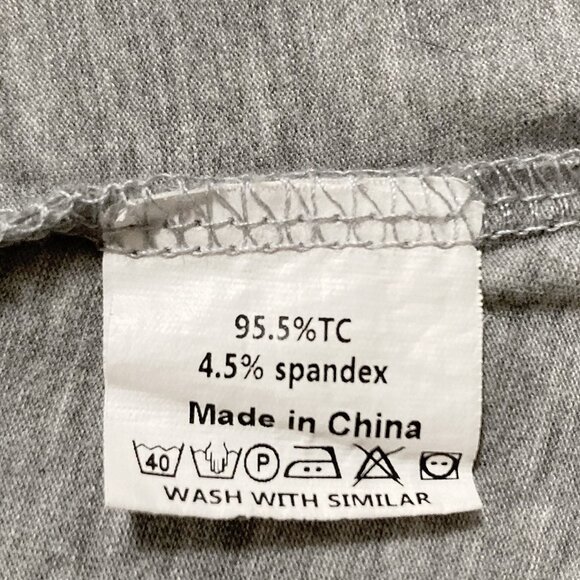 95.5%TC
4.5% spandex
Made in China
40 P
WASH WITH SIMILAR